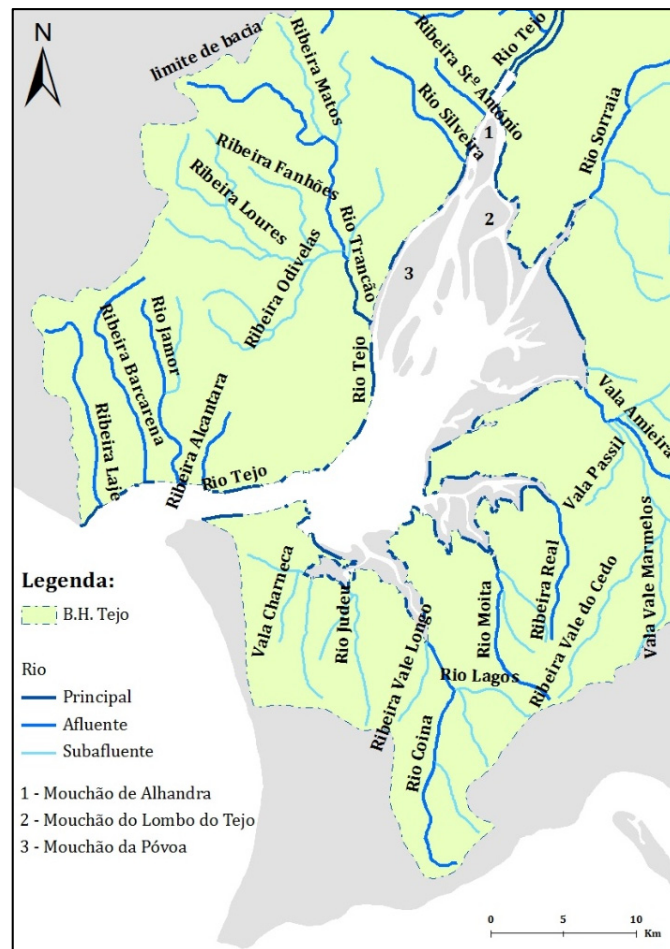 N
limite de bacia
Ribeira Matos
Ribeira Stº António
Rio Tejo
Rio Silveira
Rio Sorraia
1
2
3
Ribeira Fanhões
Ribeira Loures
Ribeira Odivelas
Rio Trancão
Rio Tejo
Rio Jamor
Ribeira Barcarena
Ribeira Laje
Ribeira Alcantara
Rio Tejo
Vala Amieira
Vala Passil
Vala Vale Marmelos
Ribeira Vale do Cedo
Ribeira Real
Rio Moita
Rio Lagos
Ribeira Vale Longo
Rio Coina
Rio Judeu
Vala Charneca
Legenda:
B.H. Tejo
Rio
Principal
Afluente
Subafluente
1 - Mouchão de Alhandra
2 - Mouchão do Lombo do Tejo
3 - Mouchão da Póvoa
0 5 10
Km